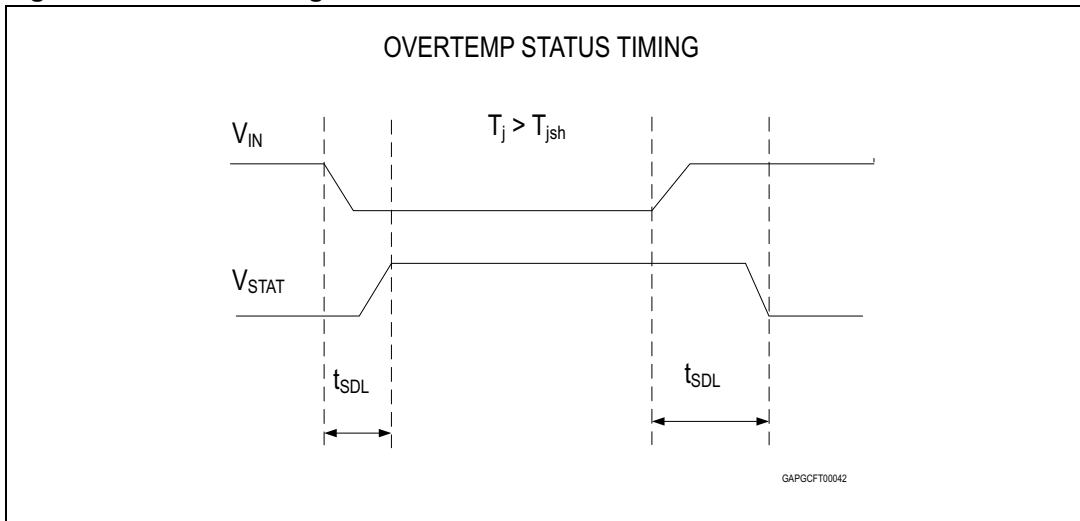 OVERTEMP STATUS TIMING
V_IN
T_j > T_jsh
V_STAT
t_SDL
t_SDL
GAPGCFT00042